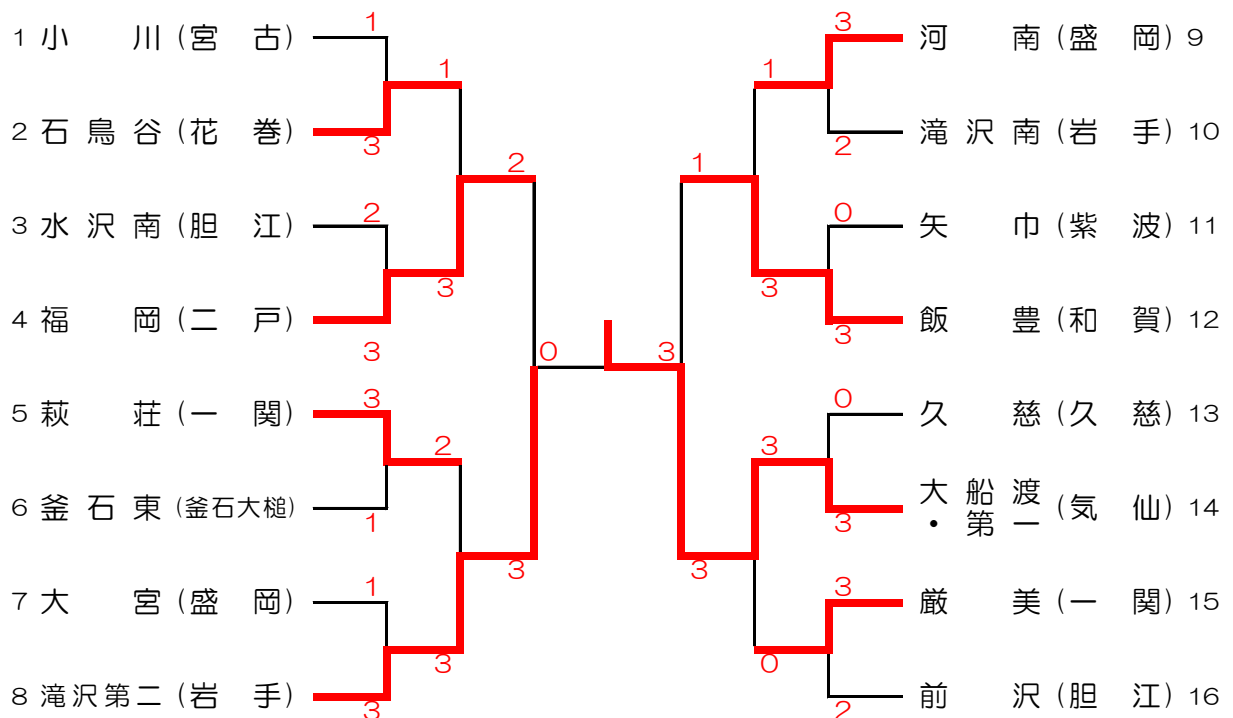 1 小川(宮古) 1
1
2 石鳥谷(花巻) 3
2
3 水沢南(胆江) 2
3
4 福岡(二戸) 3
0
5 萩荘(一関) 3
2
6 釜石東(釜石大槌) 1
3
7 大宮(盛岡) 1
3
8 滝沢第二(岩手) 3
3 河南(盛岡) 9
1
2 滝沢南(岩手) 10
1
0 矢巾(紫波) 11
3
3 飯豊(和賀) 12
3
0 久慈(久慈) 13
3
3 大船渡・第一(気仙) 14
3
3 厳美(一関) 15
0
2 前沢(胆江) 16